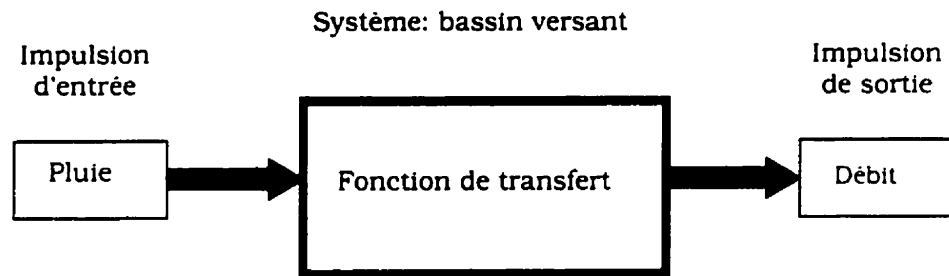 Système: bassin versant
Impulsion
d'entrée
Impulsion
de sortie
Pluie
Fonction de transfert
Débit